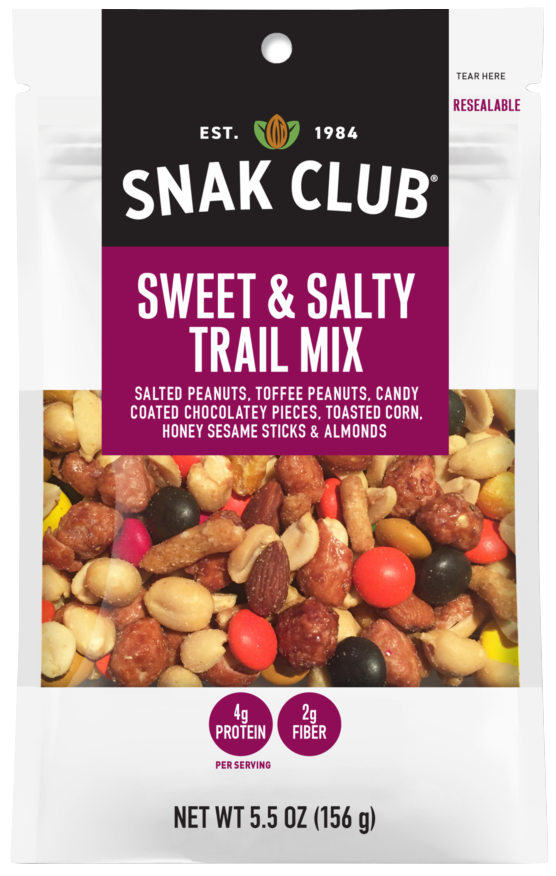 TEAR HERE
RESEALABLE
EST. 1984
SNAK CLUB®
SWEET & SALTY
TRAIL MIX
SALTED PEANUTS, TOFFEE PEANUTS, CANDY
COATED CHOCOLATEY PIECES, TOASTED CORN,
HONEY SESAME STICKS & ALMONDS
4g
PROTEIN
2g
FIBER
PER SERVING
NET WT 5.5 OZ (156 g)